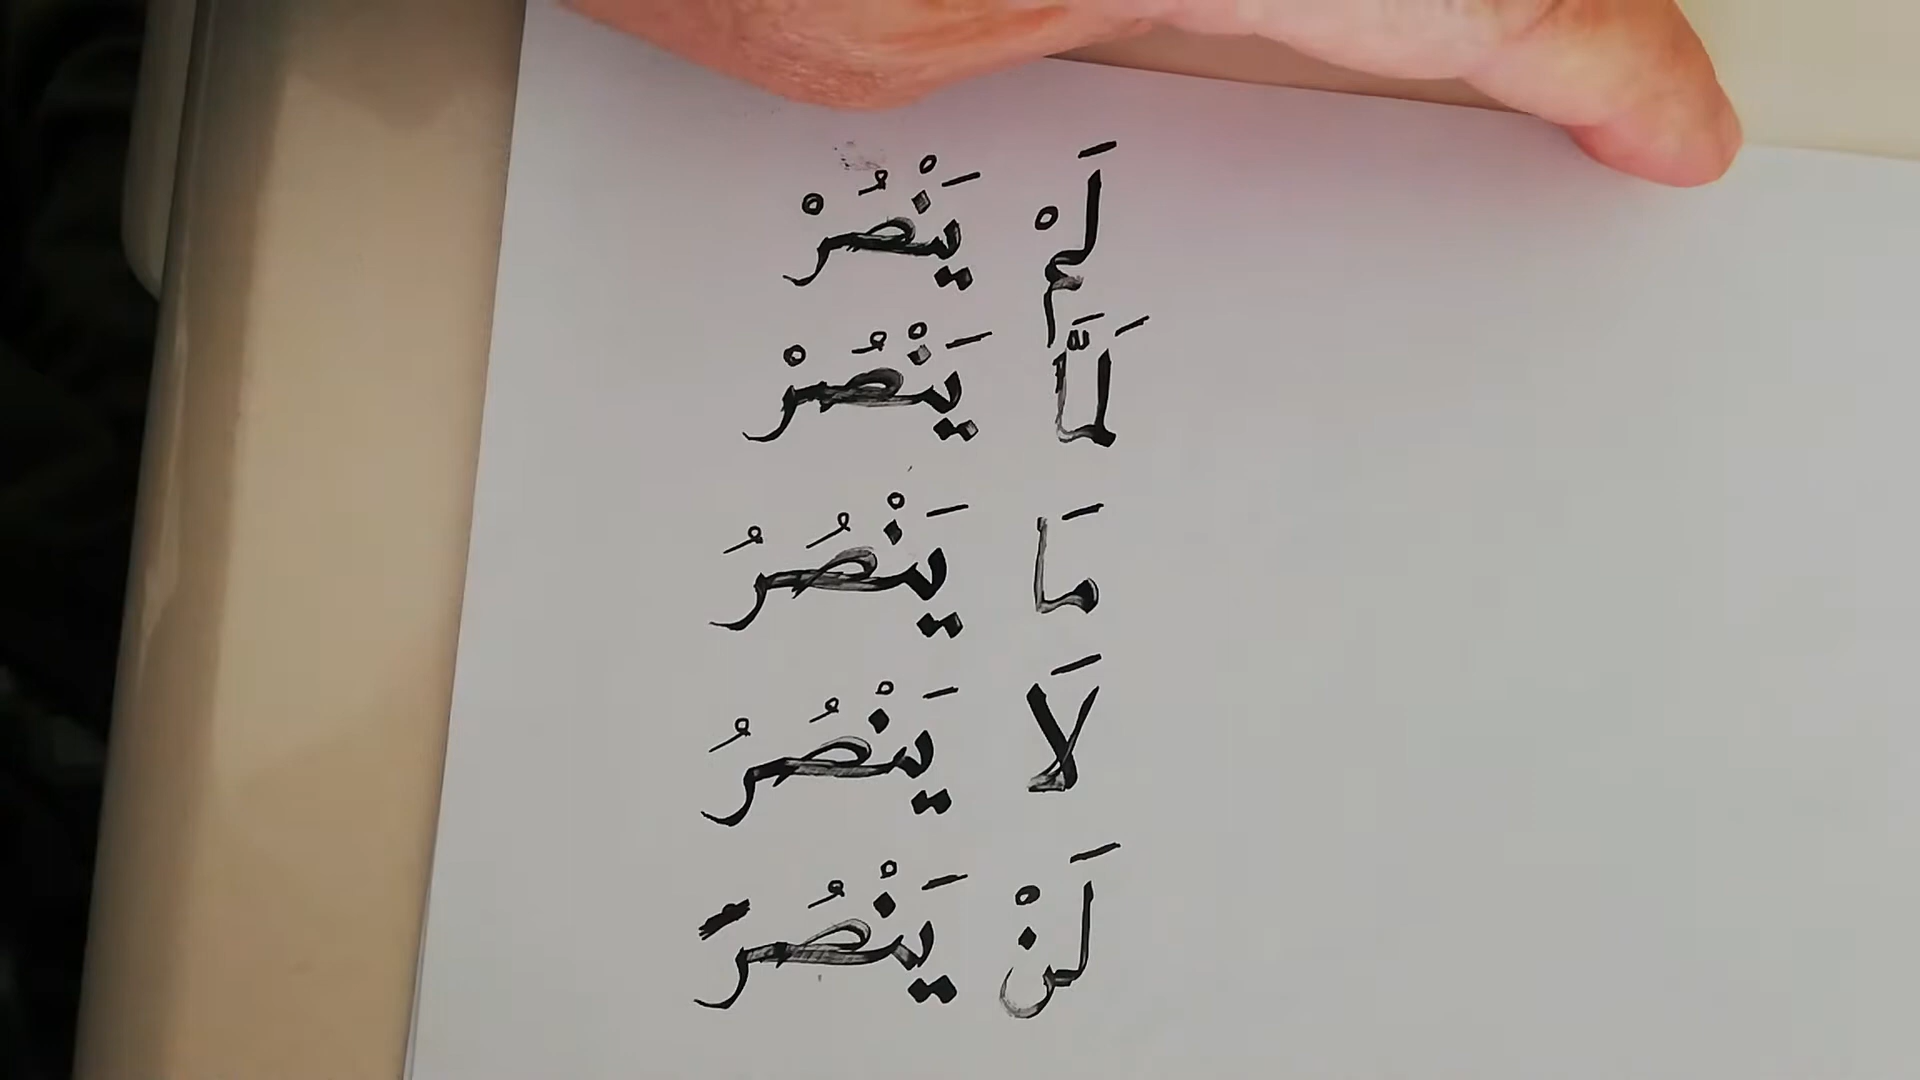 لَمْ يَنْصُرْ
لَمَّا يَنْصُرْ
مَا يَنْصُرُ
لَا يَنْصُرُ
لَنْ يَنْصُرَ